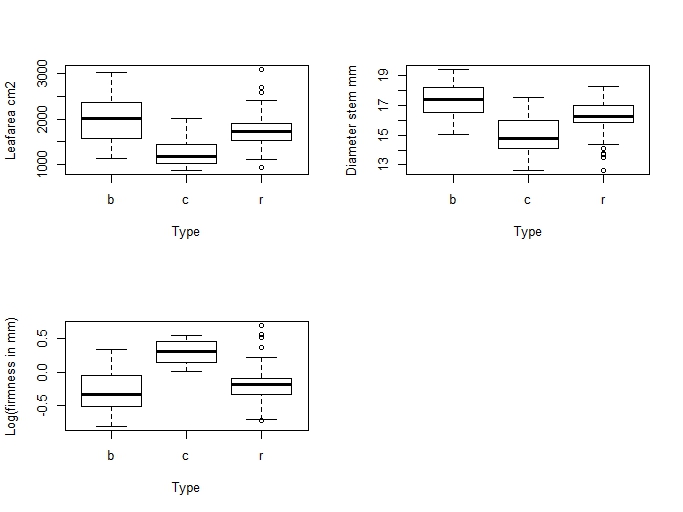 Leafarea cm2
3000
2000
1000
b c r
Type
Diameter stem mm
19
17
15
13
b c r
Type
Log(firmness in mm)
0.5
0.0
-0.5
b c r
Type